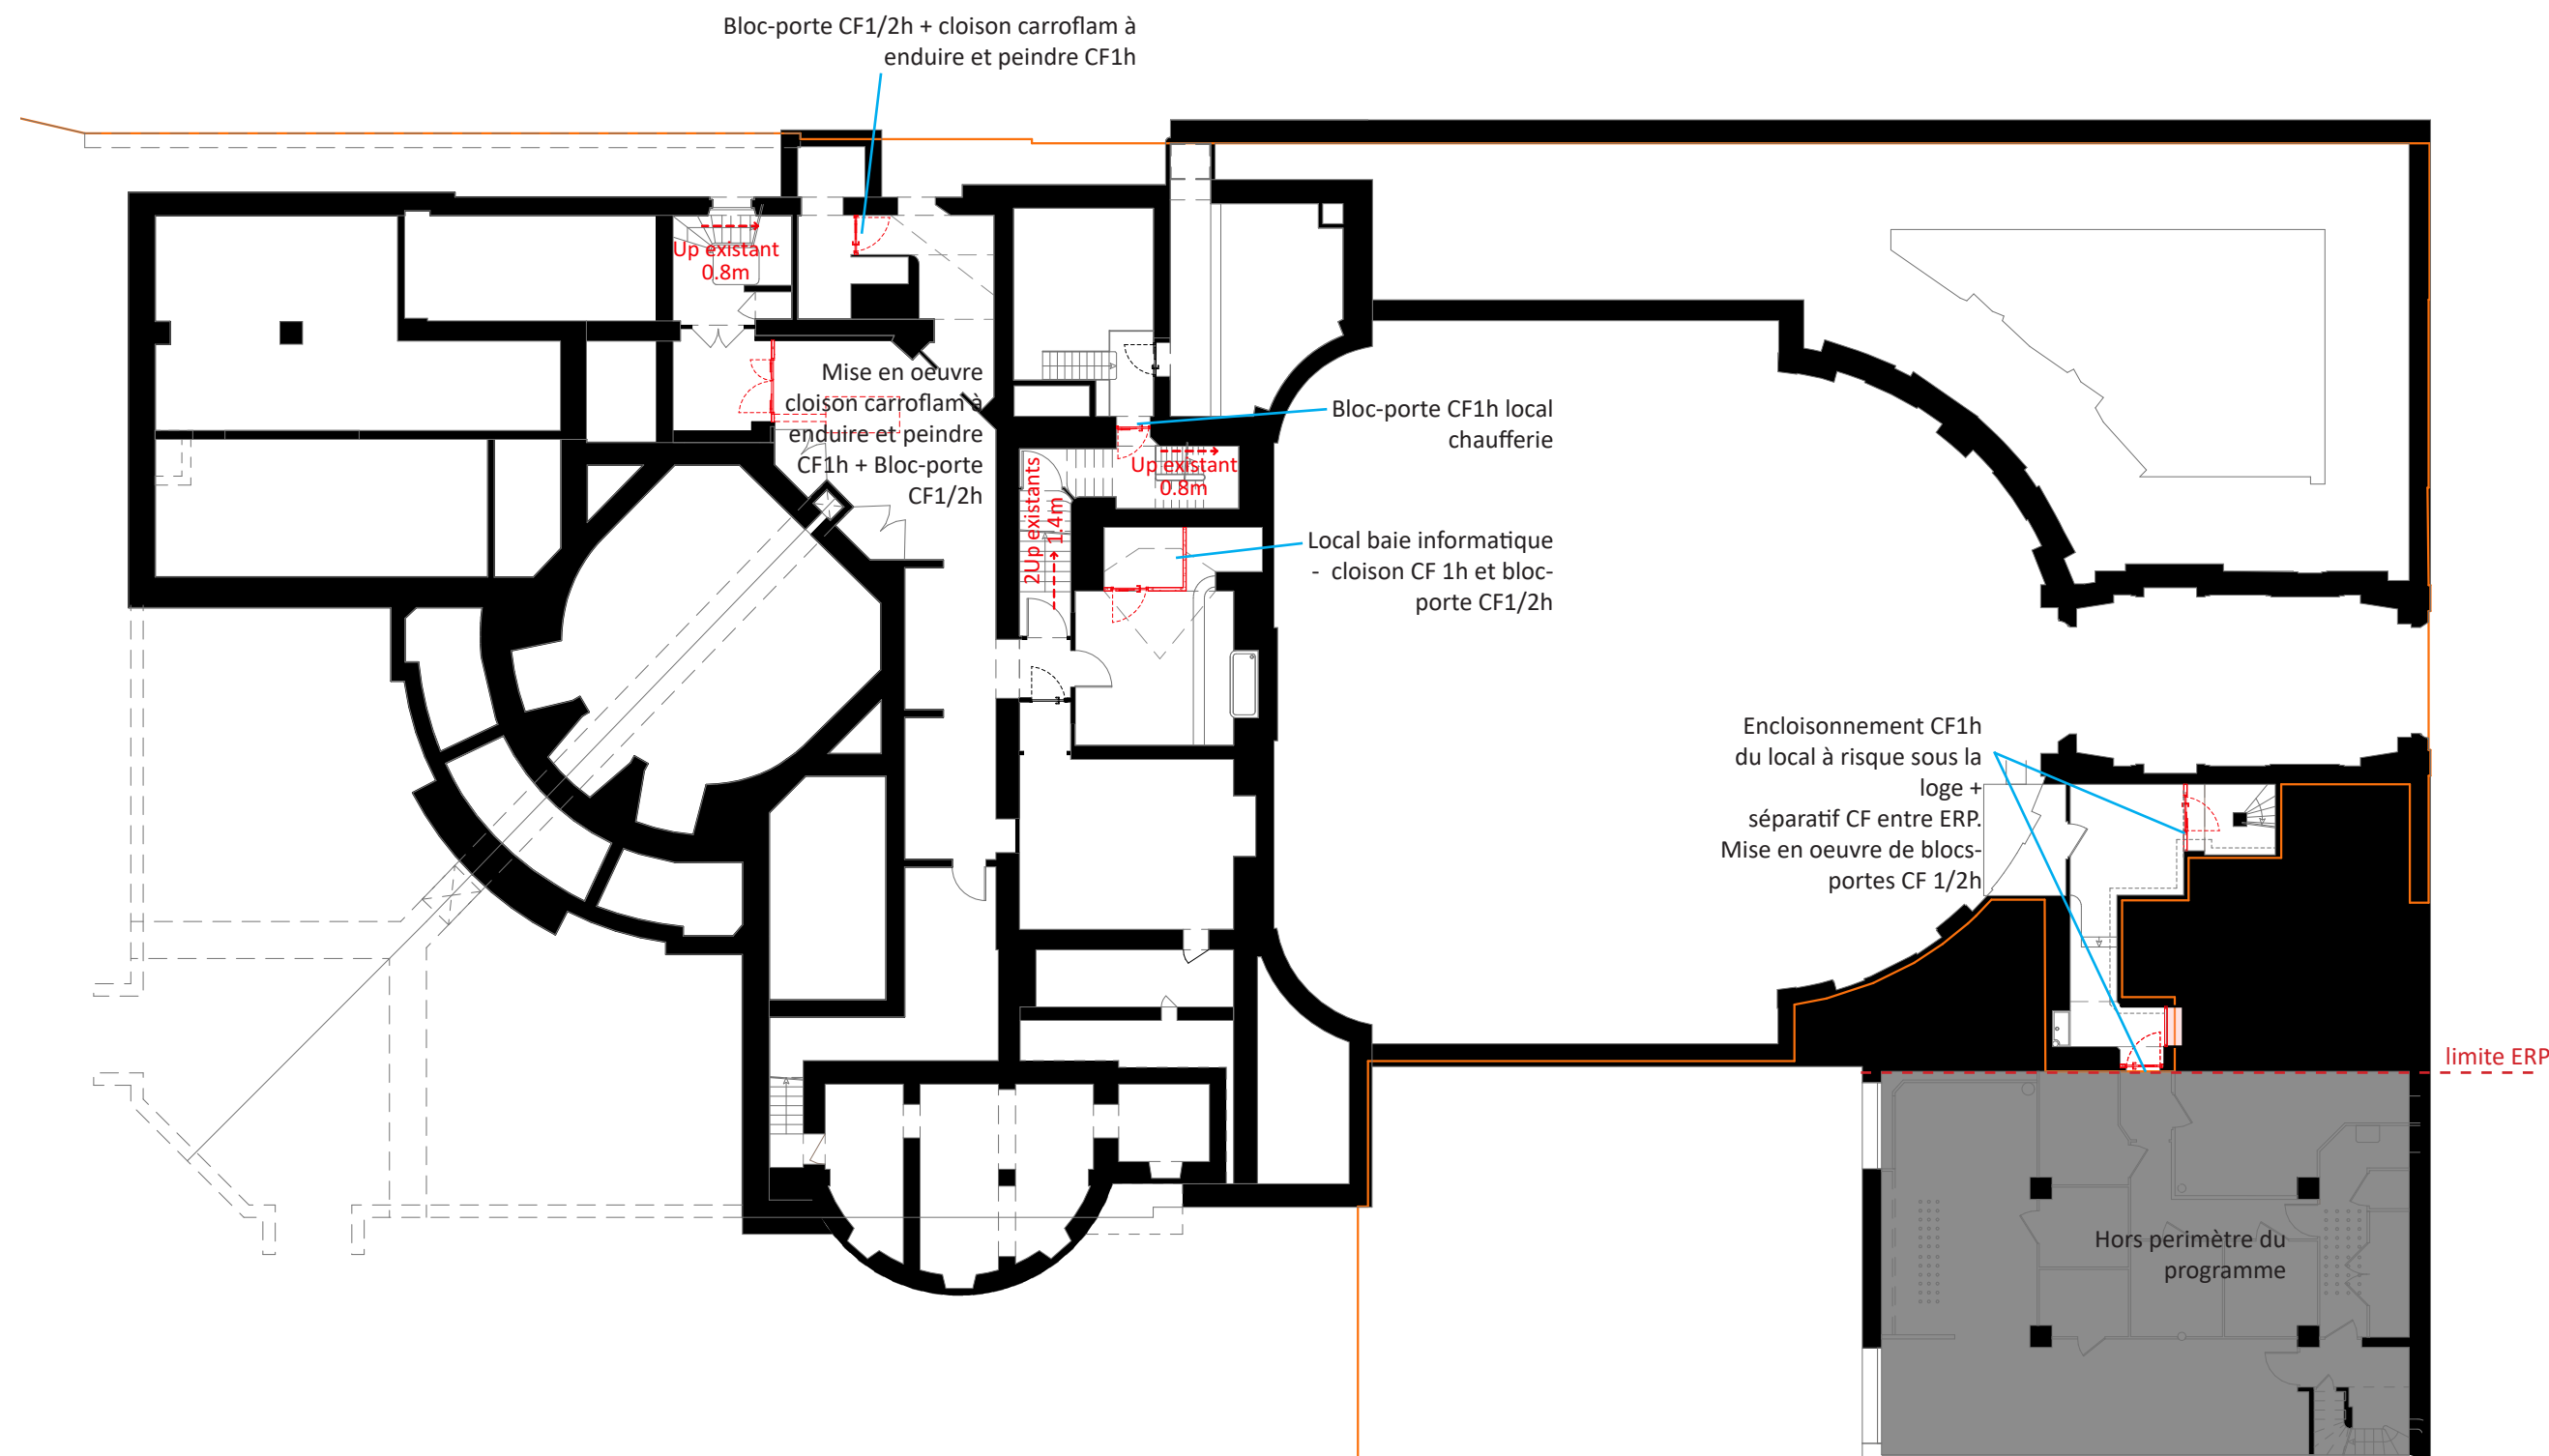 Bloc-porte CF1/2h + cloison carroflam à
enduire et peindre CF1h
Up existant
0.8m
Mise en oeuvre
cloison carroflam à
enduire et peindre
CF1h + Bloc-porte
CF1/2h
Bloc-porte CF1h local
chaufferie
Up existant
0.8m
2Up existants
1.4m
Local baie informatique
- cloison CF 1h et bloc-
porte CF1/2h
Encloisonnement CF1h
du local à risque sous la
loge +
séparatif CF entre ERP.
Mise en oeuvre de blocs-
portes CF 1/2h
limite ERP
Hors perimètre du
programme